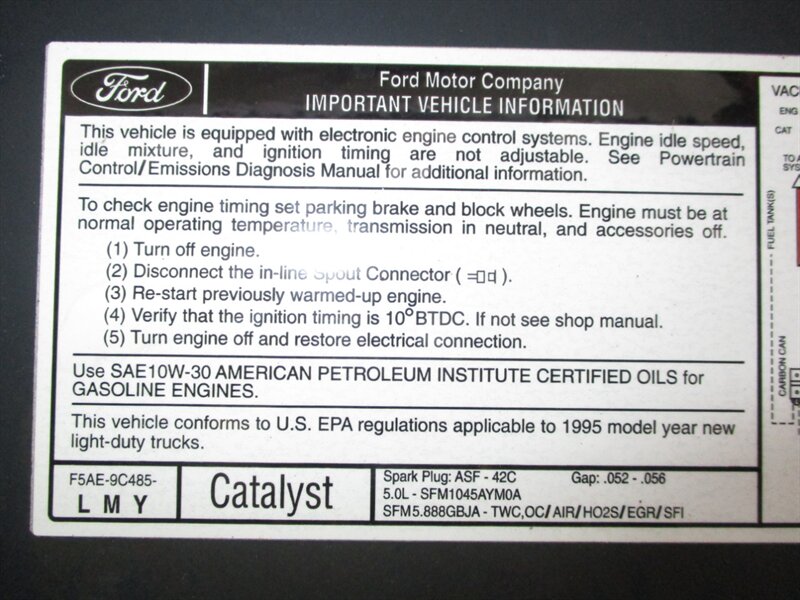 Ford
Ford Motor Company
IMPORTANT VEHICLE INFORMATION
This vehicle is equipped with electronic engine control systems. Engine idle speed,
idle mixture, and ignition timing are not adjustable. See Powertrain
Control/Emissions Diagnosis Manual for additional information.
To check engine timing set parking brake and block wheels. Engine must be at
normal operating temperature, transmission in neutral, and accessories off.
(1) Turn off engine.
(2) Disconnect the in-line Spout Connector ( ).
(3) Re-start previously warmed-up engine.
(4) Verify that the ignition timing is 10° BTDC. If not see shop manual.
(5) Turn engine off and restore electrical connection.
Use SAE10W-30 AMERICAN PETROLEUM INSTITUTE CERTIFIED OILS for
GASOLINE ENGINES.
This vehicle conforms to U.S. EPA regulations applicable to 1995 model year new
light-duty trucks.
F5AE-9C485-
L M Y
Catalyst
Spark Plug: ASF - 42C Gap: .052 - .056
5.0L - SFM1045AYM0A
SFM5.888GBJA - TWC,OC/AIR/HO2S/EGR/SFI
ENG
CAT
FUEL TANK(S)
CARBON CAN